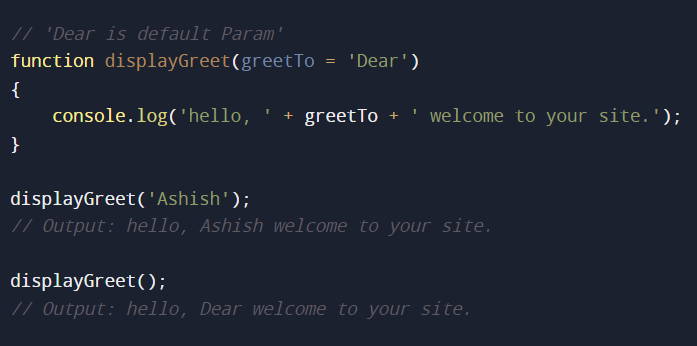 // 'Dear is default Param'
function displayGreet(greetTo = 'Dear')
{
    console.log('hello, ' + greetTo + ' welcome to your site.');
}
displayGreet('Ashish');
// Output: hello, Ashish welcome to your site.
displayGreet();
// Output: hello, Dear welcome to your site.